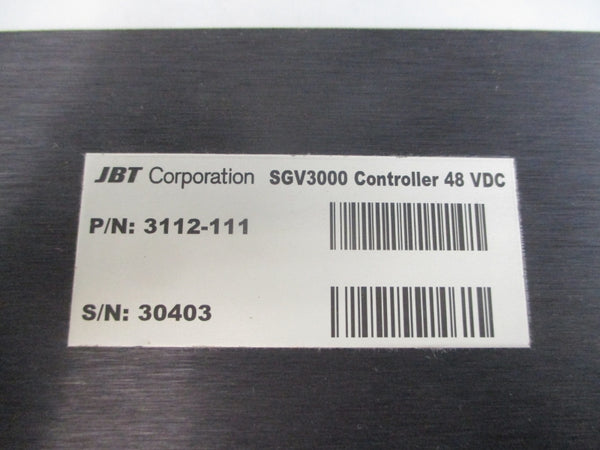 JBT Corporation SGV3000 Controller 48 VDC
P/N: 3112-111
S/N: 30403